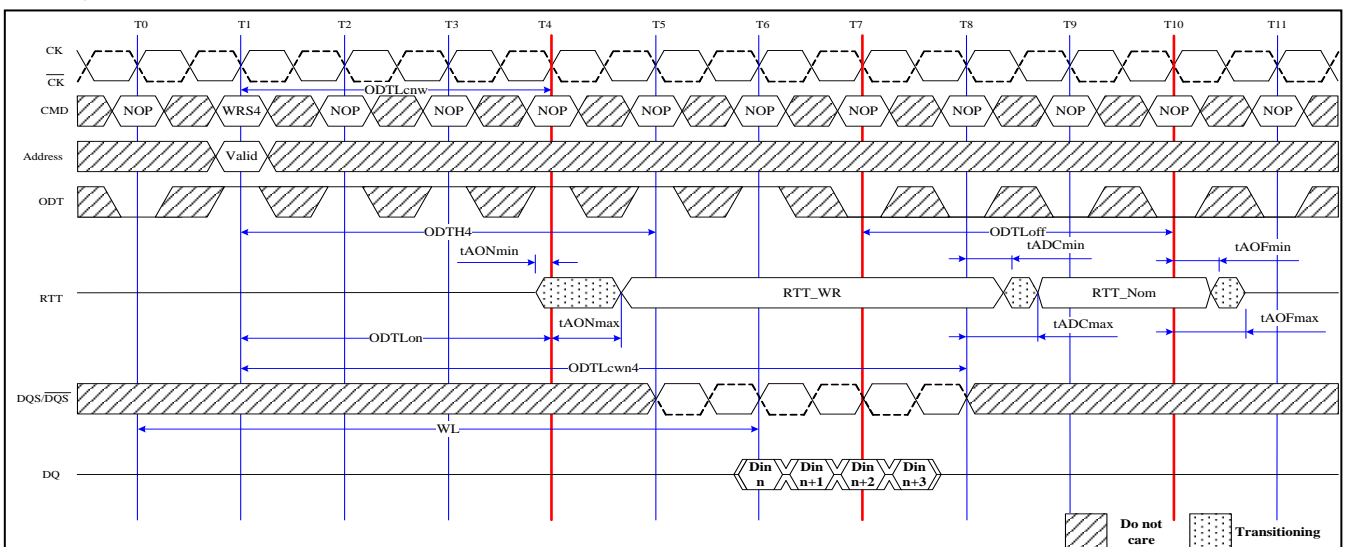 T0 T1 T2 T3 T4 T5 T6 T7 T8 T9 T10 T11
CK
CK
ODTLcnw
CMD NOP WRS4 NOP NOP NOP NOP NOP NOP NOP NOP NOP NOP
Address Valid
ODT
ODTH4 ODTLoff
tAONmin tADCmin tAOFmin
RTT RTT_WR RTT_Nom
tAONmax tADCmax tAOFmax
ODTLon
ODTLcwn4
DQS/DQS
WL
DQ
Din Din Din Din
n n+1 n+2 n+3
Do not
care
Transitioning